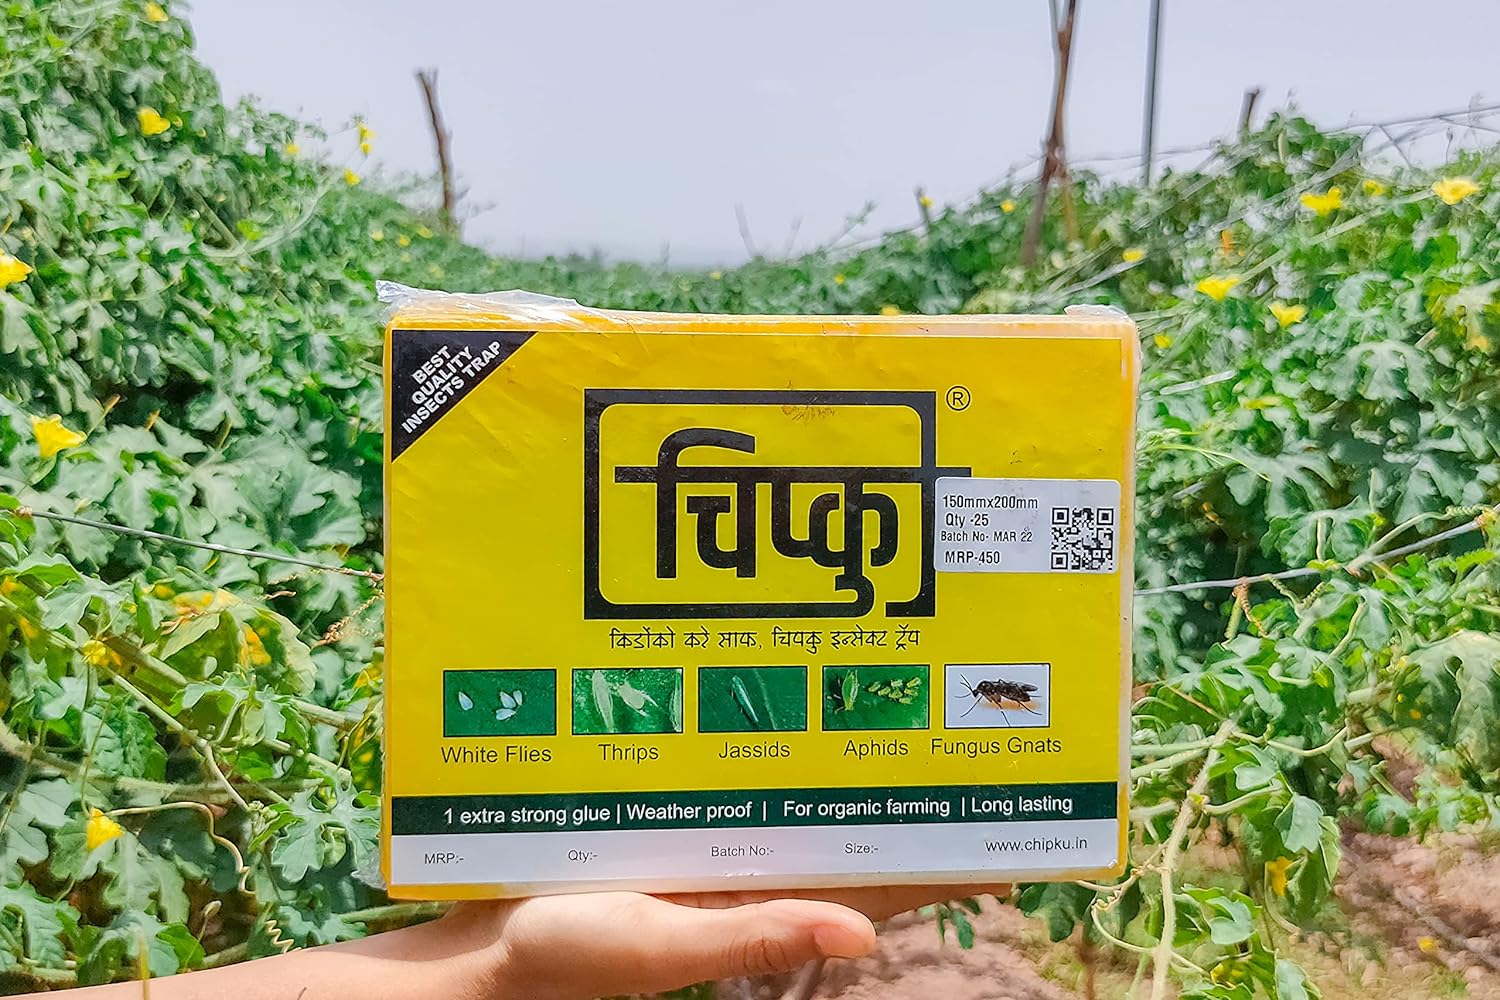 BEST
QUALITY
INSECTS TRAP
®
चिप्कु
150mmx200mm
Qty -25
Batch No- MAR 22
MRP-450
किडोंको करे साफ, चिपकु इन्सेक्ट ट्रॅप
White Flies
Thrips
Jassids
Aphids
Fungus Gnats
1 extra strong glue | Weather proof | For organic farming | Long lasting
MRP:-
Qty:-
Batch No:-
Size:-
www.chipku.in